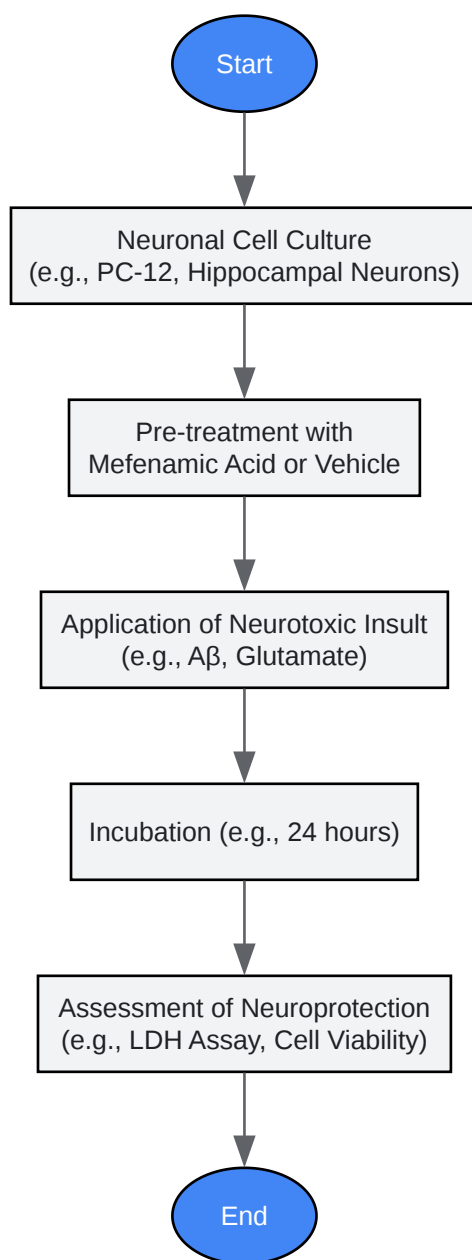 Start
Neuronal Cell Culture
(e.g., PC-12, Hippocampal Neurons)
Pre-treatment with
Mefenamic Acid or Vehicle
Application of Neurotoxic Insult
(e.g., Aβ, Glutamate)
Incubation (e.g., 24 hours)
Assessment of Neuroprotection
(e.g., LDH Assay, Cell Viability)
End